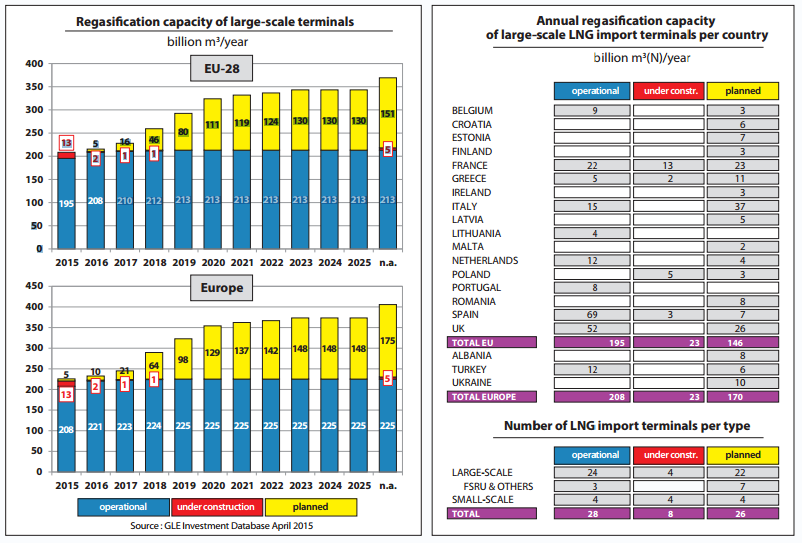 Regasification capacity of large-scale terminals
billion m³/year
EU-28
400
350
300
250
200
150
100
50
0
13 5 16 46 80 111 119 124 130 130 130 151
2 1 1 5
195 208 210 212 213 213 213 213 213 213 213 213
2015 2016 2017 2018 2019 2020 2021 2022 2023 2024 2025 n.a.
Europe
450
400
350
300
250
200
150
100
50
0
5 10 21 64 98 129 137 142 148 148 148 175
13 2 1 1 5
208 221 223 224 225 225 225 225 225 225 225 225
2015 2016 2017 2018 2019 2020 2021 2022 2023 2024 2025 n.a.
operational under construction planned
Source : GLE Investment Database April 2015
Annual regasification capacity
of large-scale LNG import terminals per country
billion m³(N)/year
operational under constr. planned
BELGIUM 9 3
CROATIA 6
ESTONIA 7
FINLAND 3
FRANCE 22 13 23
GREECE 5 2 11
IRELAND 3
ITALY 15 37
LATVIA 5
LITHUANIA 4
MALTA 2
NETHERLANDS 12 4
POLAND 5 3
PORTUGAL 8
ROMANIA 8
SPAIN 69 3 7
UK 52 26
TOTAL EU 195 23 146
ALBANIA 8
TURKEY 12 6
UKRAINE 10
TOTAL EUROPE 208 23 170
Number of LNG import terminals per type
operational under constr. planned
LARGE-SCALE 24 4 22
FSRU & OTHERS 3 7
SMALL-SCALE 4 4 4
TOTAL 28 8 26